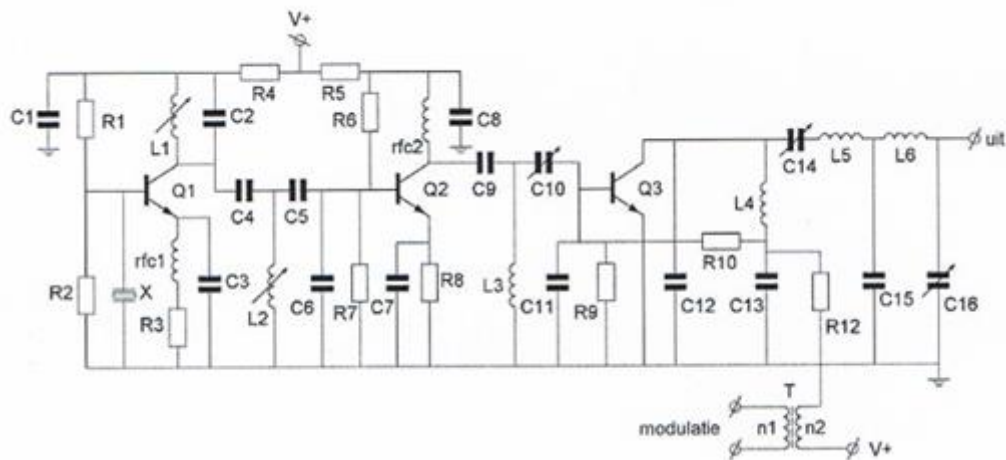 V+
R4 R5
C1 R1 C2 R6 rfc2 C8
L1
C9 C10 C14 L5 L6 uit
Q1 Q2 Q3
C4 C5 L4
rfc1 R10
R2 X C3 L2 C6 R7 C7 R8 L3 C11 R9 C12 C13 R12 C15 C16
R3
T
modulatie n1 n2 V+